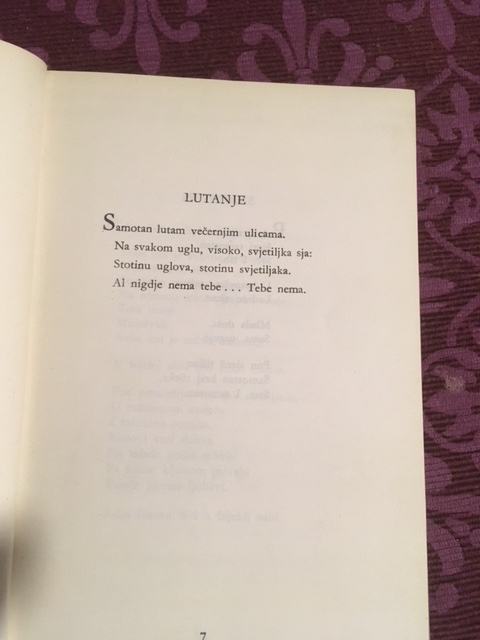 LUTANJE
Samotan lutam večernjim ulicama.
Na svakom uglu, visoko, svjetiljka sja:
Stotinu uglova, stotinu svjetiljaka.
Al nigdje nema tebe . . . Tebe nema.
7